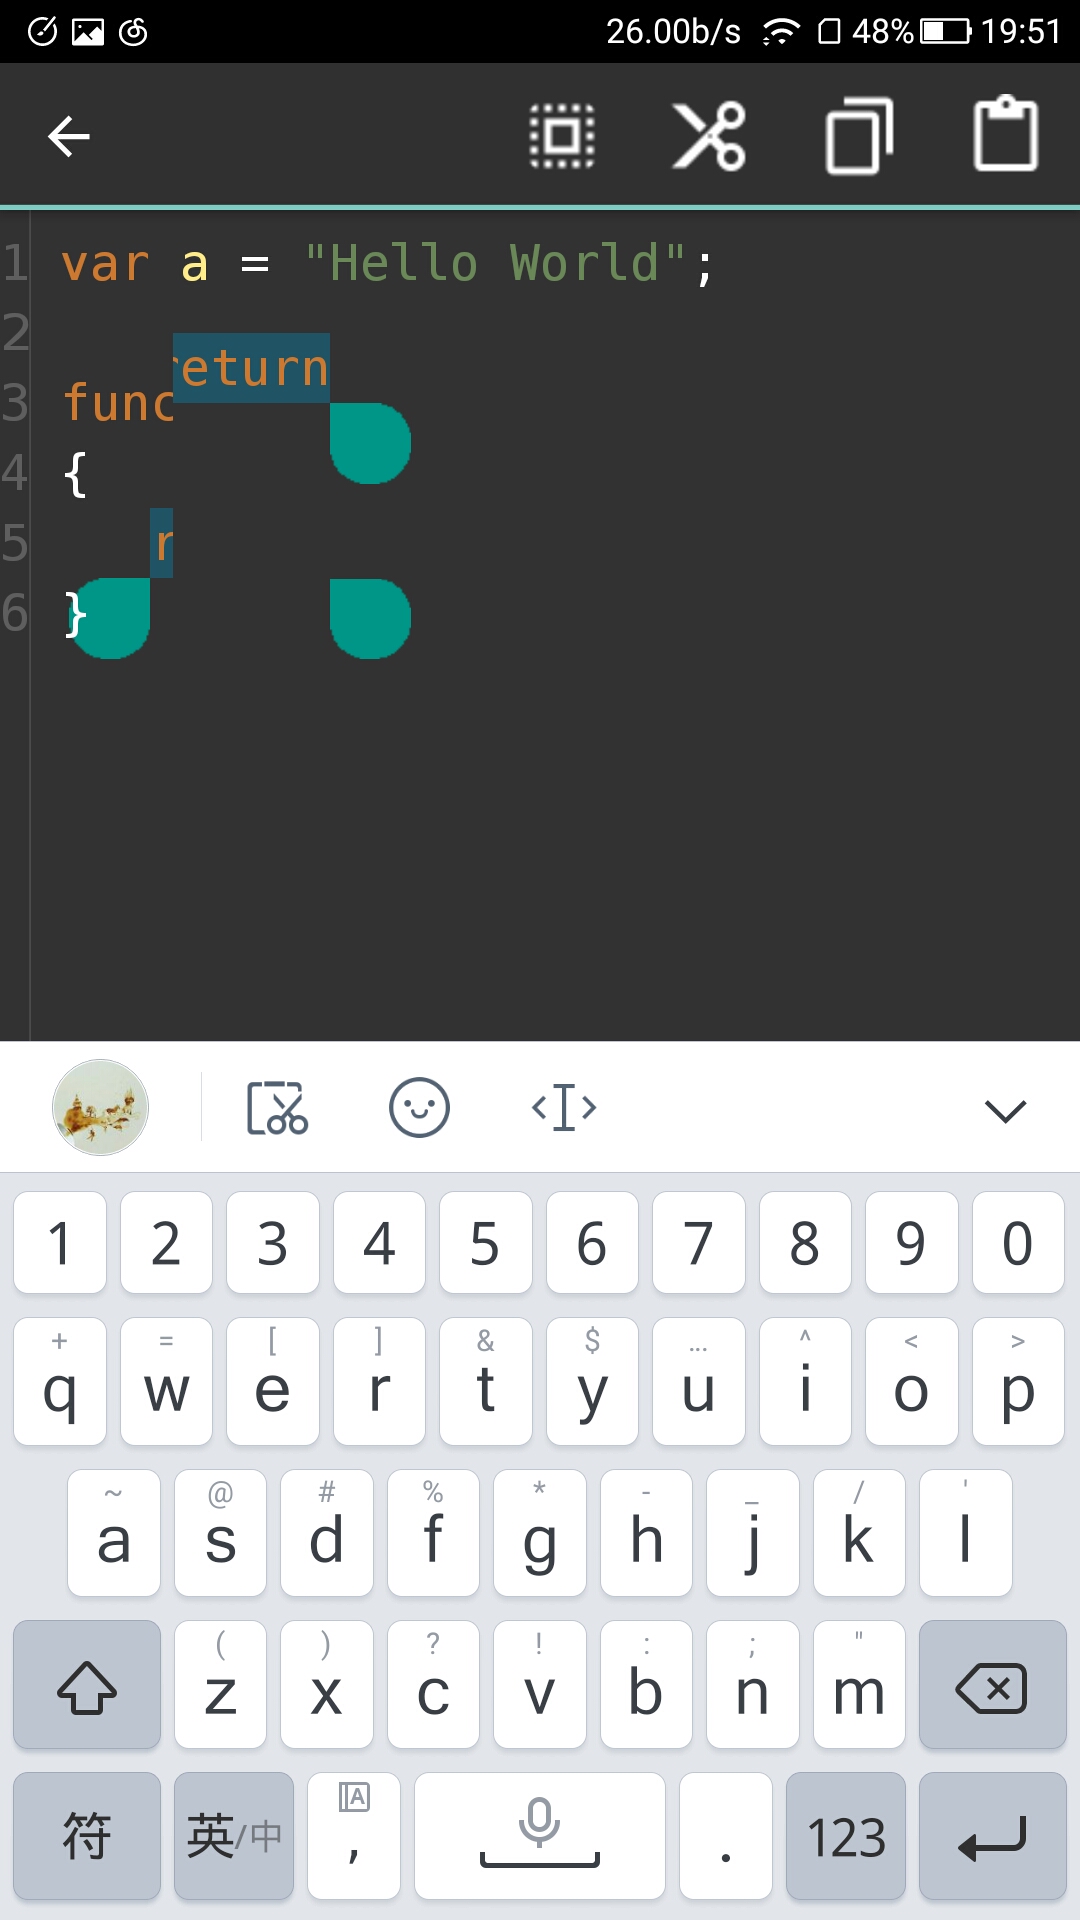 26.00b/s 48% 19:51
1 var a = "Hello World";
2
return
3 func
4 {
5 r
6 }
1 2 3 4 5 6 7 8 9 0
+ = [ ] & $ ... ^ < >
q w e r t y u i o p
~ @ # % * - _ / '
a s d f g h j k l
( ) ? ! : ; "
z x c v b n m
A
符 英/中 , . 123